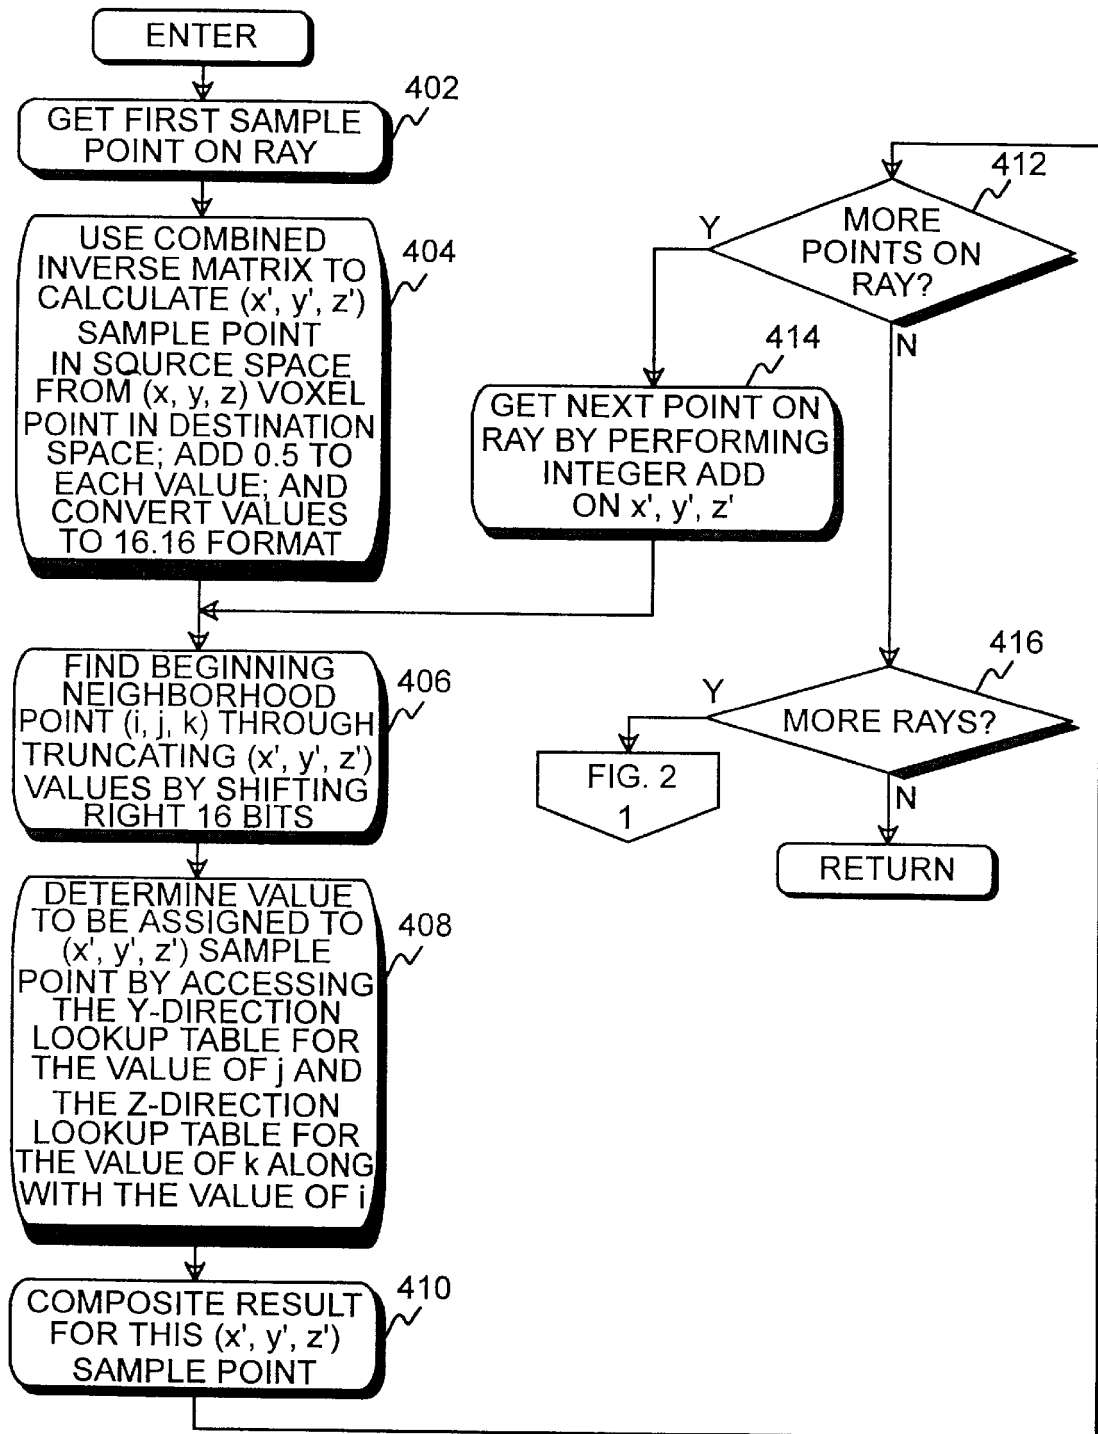 ENTER
402
GET FIRST SAMPLE
POINT ON RAY
404
USE COMBINED
INVERSE MATRIX TO
CALCULATE (x', y', z')
SAMPLE POINT
IN SOURCE SPACE
FROM (x, y, z) VOXEL
POINT IN DESTINATION
SPACE; ADD 0.5 TO
EACH VALUE; AND
CONVERT VALUES
TO 16.16 FORMAT
406
FIND BEGINNING
NEIGHBORHOOD
POINT (i, j, k) THROUGH
TRUNCATING (x', y', z')
VALUES BY SHIFTING
RIGHT 16 BITS
408
DETERMINE VALUE
TO BE ASSIGNED TO
(x', y', z') SAMPLE
POINT BY ACCESSING
THE Y-DIRECTION
LOOKUP TABLE FOR
THE VALUE OF j AND
THE Z-DIRECTION
LOOKUP TABLE FOR
THE VALUE OF k ALONG
WITH THE VALUE OF i
410
COMPOSITE RESULT
FOR THIS (x', y', z')
SAMPLE POINT
412
MORE
POINTS ON
RAY?
Y
N
414
GET NEXT POINT ON
RAY BY PERFORMING
INTEGER ADD
ON x', y', z'
416
MORE RAYS?
Y
N
FIG. 2
1
RETURN